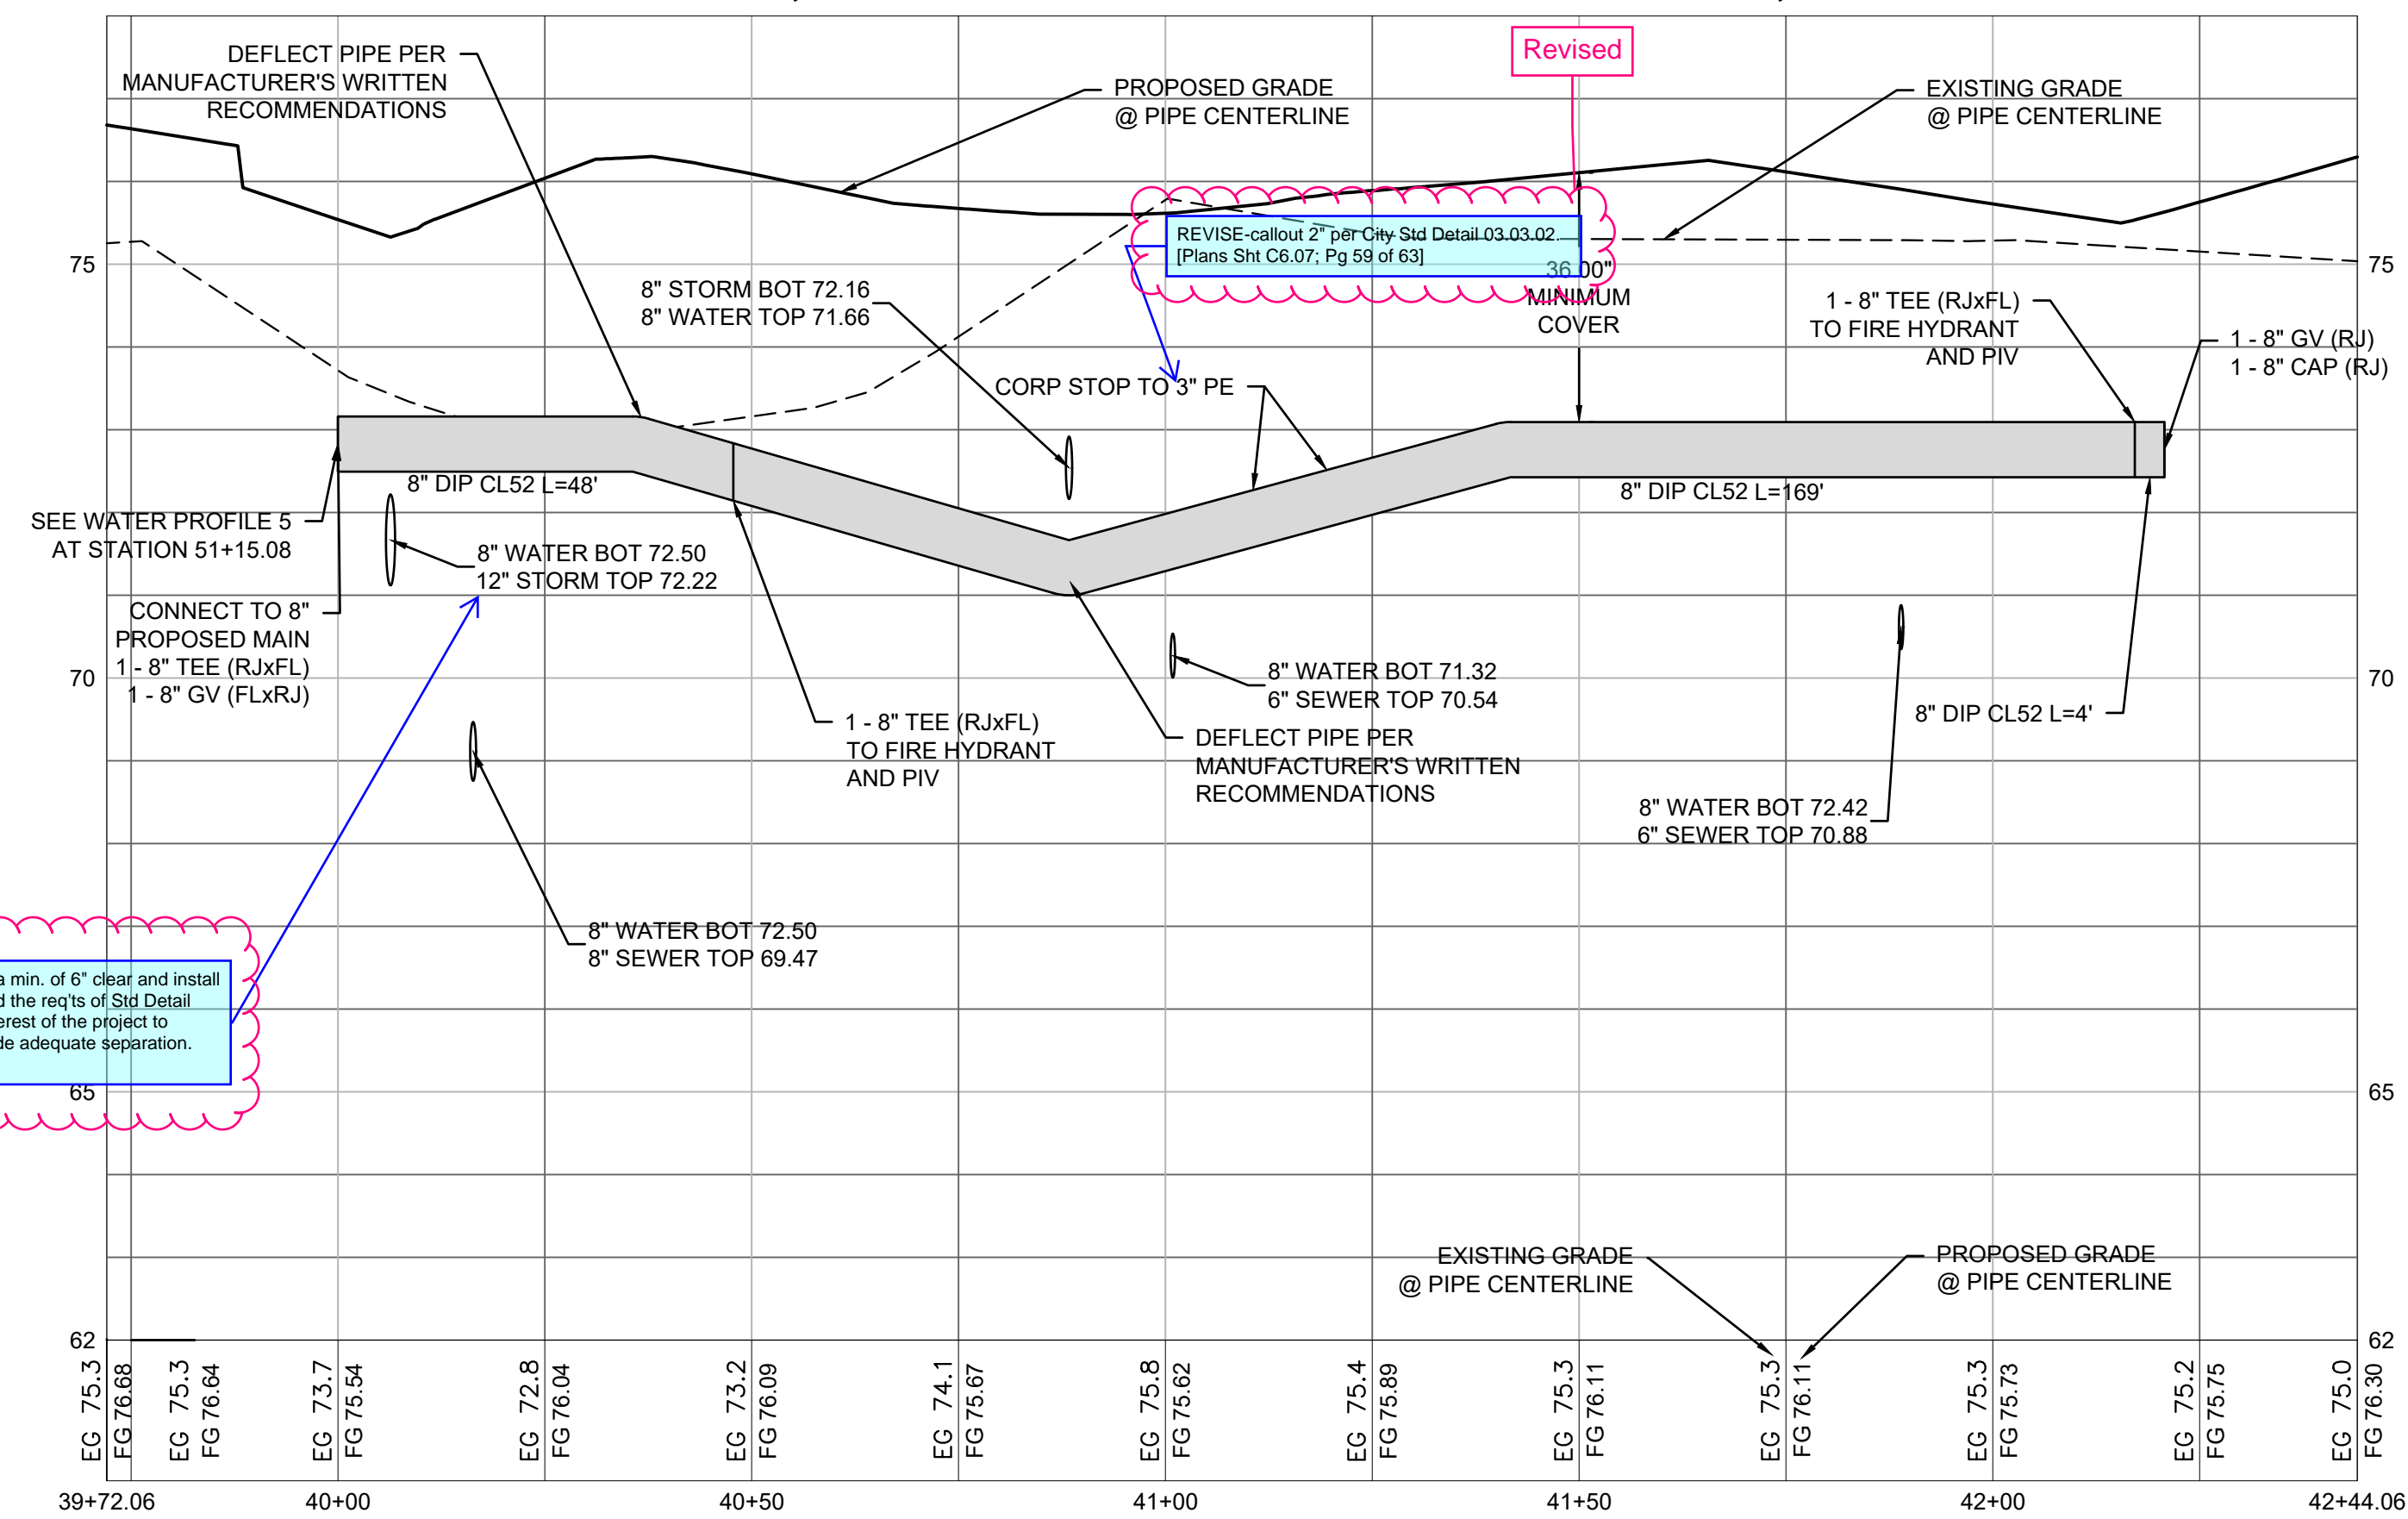 DEFLECT PIPE PER
MANUFACTURER'S WRITTEN
RECOMMENDATIONS
PROPOSED GRADE
@ PIPE CENTERLINE
Revised
EXISTING GRADE
@ PIPE CENTERLINE
REVISE-callout 2" per City Std Detail 03.03.02.
[Plans Sht C6.07; Pg 59 of 63]
36.00"
MINIMUM
COVER
75
75
8" STORM BOT 72.16
8" WATER TOP 71.66
1 - 8" TEE (RJxFL)
TO FIRE HYDRANT
AND PIV
1 - 8" GV (RJ)
1 - 8" CAP (RJ)
CORP STOP TO 3" PE
8" DIP CL52 L=48'
8" DIP CL52 L=169'
SEE WATER PROFILE 5
AT STATION 51+15.08
8" WATER BOT 72.50
12" STORM TOP 72.22
CONNECT TO 8"
PROPOSED MAIN
1 - 8" TEE (RJxFL)
1 - 8" GV (FLxRJ)
70
70
8" WATER BOT 71.32
6" SEWER TOP 70.54
1 - 8" TEE (RJxFL)
TO FIRE HYDRANT
AND PIV
DEFLECT PIPE PER
MANUFACTURER'S WRITTEN
RECOMMENDATIONS
8" DIP CL52 L=4'
8" WATER BOT 72.42
6" SEWER TOP 70.88
8" WATER BOT 72.50
8" SEWER TOP 69.47
a min. of 6" clear and install
the req'ts of Std Detail
of the project to
adequate separation.
65
65
EXISTING GRADE
@ PIPE CENTERLINE
PROPOSED GRADE
@ PIPE CENTERLINE
62
62
EG 75.3
FG 76.68
EG 75.3
FG 76.64
EG 73.7
FG 75.54
EG 72.8
FG 76.04
EG 73.2
FG 76.09
EG 74.1
FG 75.67
EG 75.8
FG 75.62
EG 75.4
FG 75.89
EG 75.3
FG 76.11
EG 75.3
FG 76.11
EG 75.3
FG 75.73
EG 75.2
FG 75.75
EG 75.0
FG 76.30
39+72.06
40+00
40+50
41+00
41+50
42+00
42+44.06